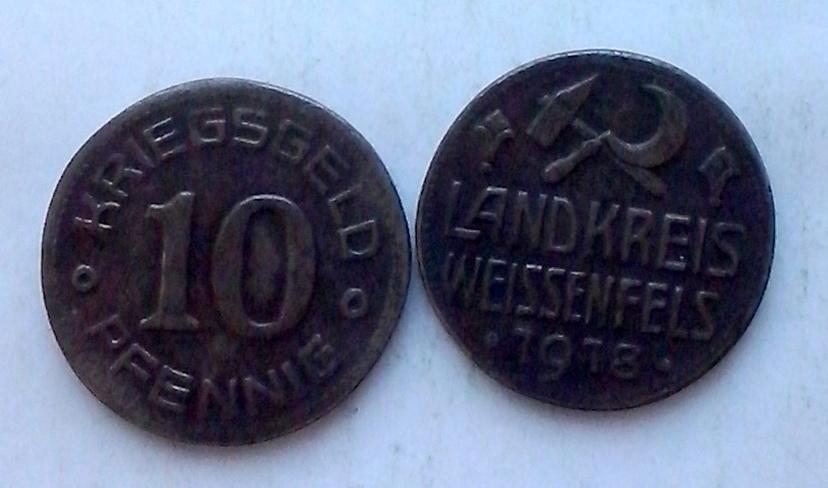 KRIEGSGELD
10
PFENNIG
LANDKREIS
WEISSENFELS
1918